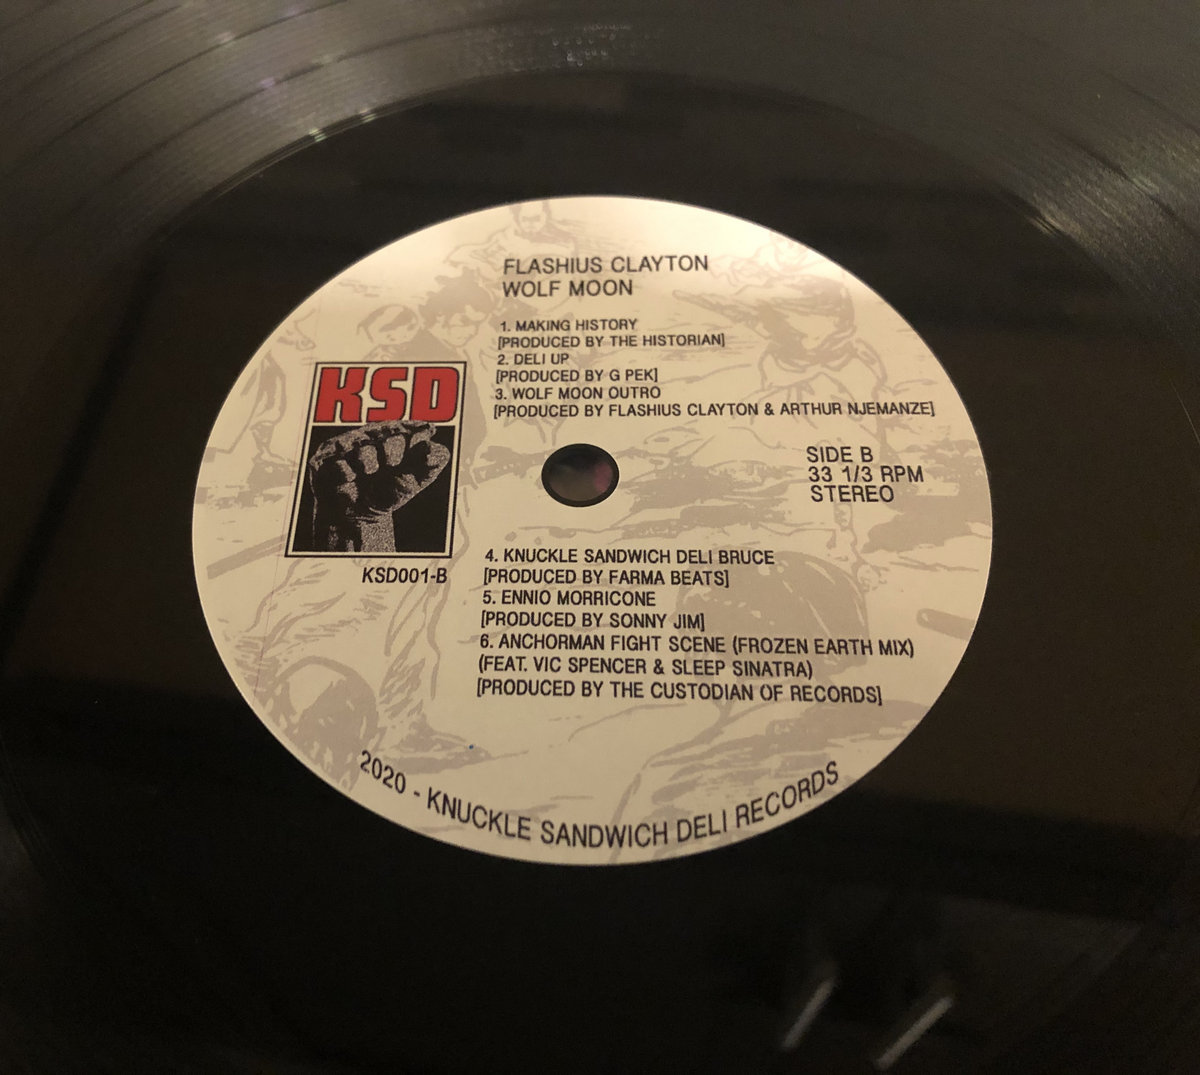 FLASHIUS CLAYTON
WOLF MOON
1. MAKING HISTORY
[PRODUCED BY THE HISTORIAN]
2. DELI UP
[PRODUCED BY G PEK]
3. WOLF MOON OUTRO
[PRODUCED BY FLASHIUS CLAYTON & ARTHUR NJEMANZE]
KSD
SIDE B
33 1/3 RPM
STEREO
KSD001-B
4. KNUCKLE SANDWICH DELI BRUCE
[PRODUCED BY FARMA BEATS]
5. ENNIO MORRICONE
[PRODUCED BY SONNY JIM]
6. ANCHORMAN FIGHT SCENE (FROZEN EARTH MIX)
(FEAT. VIC SPENCER & SLEEP SINATRA)
[PRODUCED BY THE CUSTODIAN OF RECORDS]
2020 - KNUCKLE SANDWICH DELI RECORDS